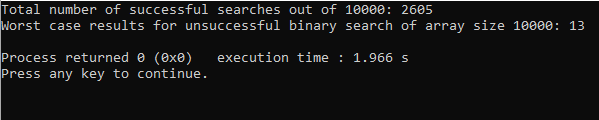 Total number of successful searches out of 10000: 2605
Worst case results for unsuccessful binary search of array size 10000: 13
Process returned 0 (0x0)   execution time : 1.966 s
Press any key to continue.